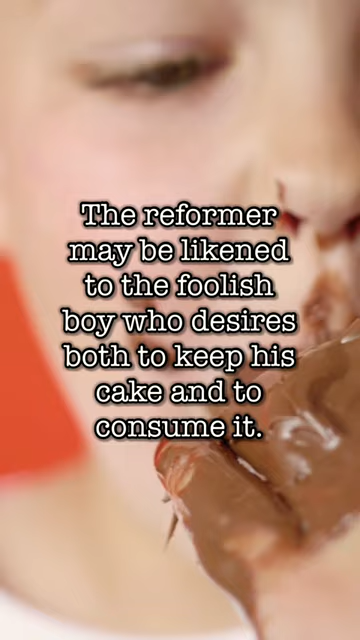 The reformer
may be likened
to the foolish
boy who desires
both to keep his
cake and to
consume it.